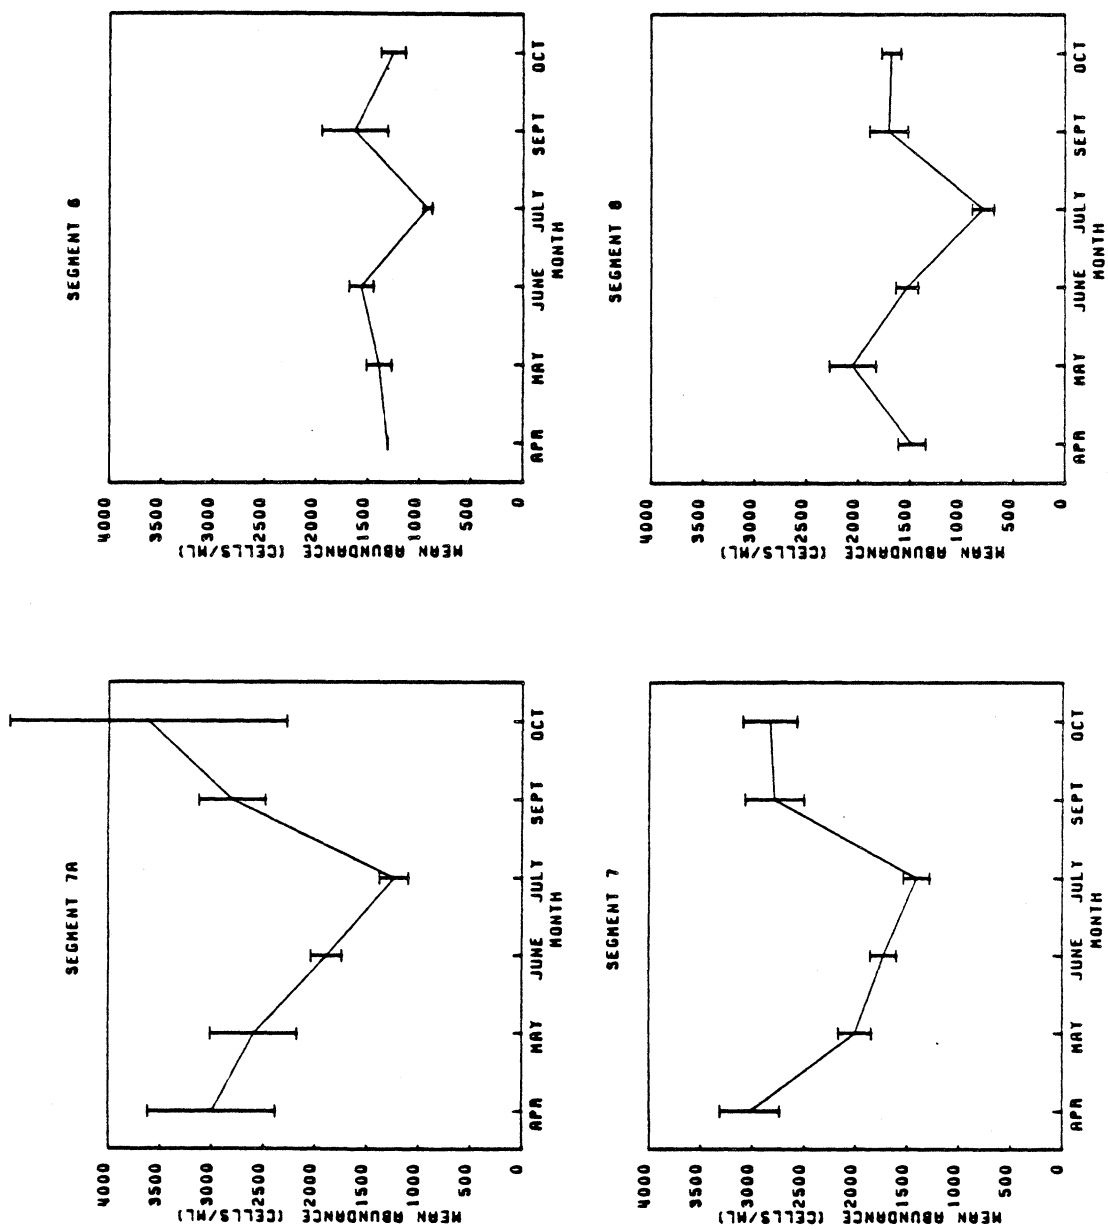 SEGMENT 7A
4000
3500
3000
2500
2000
1500
1000
500
0
MEAN ABUNDANCE
(CELLS/ML)
APR MAY JUNE JULY SEPT OCT
MONTH
SEGMENT 6
4000
3500
3000
2500
2000
1500
1000
500
0
MEAN ABUNDANCE
(CELLS/ML)
APR MAY JUNE JULY SEPT OCT
MONTH
SEGMENT 7
4000
3500
3000
2500
2000
1500
1000
500
0
MEAN ABUNDANCE
(CELLS/ML)
APR MAY JUNE JULY SEPT OCT
MONTH
SEGMENT 8
4000
3500
3000
2500
2000
1500
1000
500
0
MEAN ABUNDANCE
(CELLS/ML)
APR MAY JUNE JULY SEPT OCT
MONTH